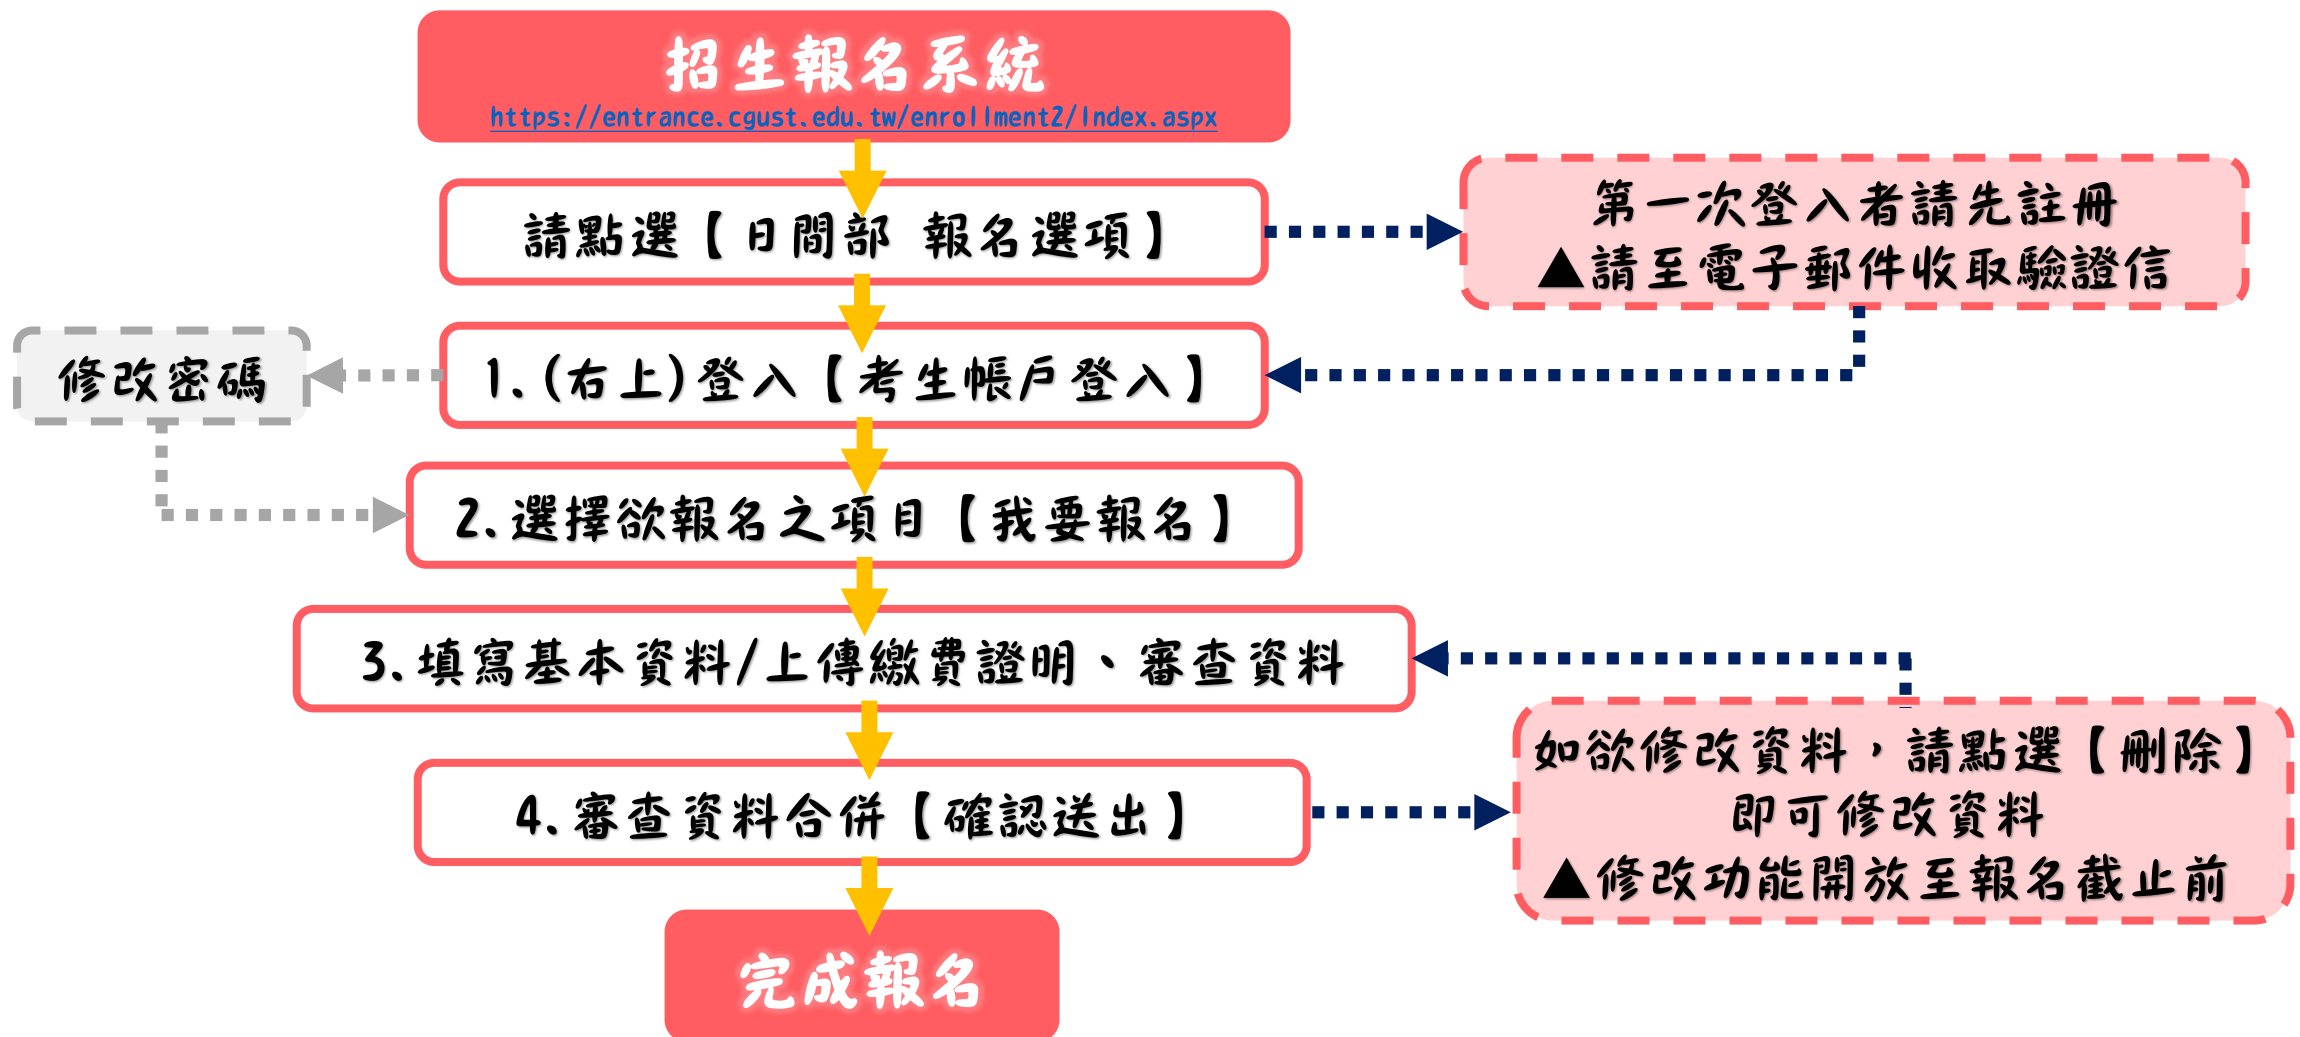 招生報名系統
https://entrance.cgust.edu.tw/enrollment2/Index.aspx
請點選【日間部 報名選項】
第一次登入者請先註冊
▲請至電子郵件收取驗證信
修改密碼
1.(右上)登入【考生帳戶登入】
2.選擇欲報名之項目【我要報名】
3.填寫基本資料/上傳繳費證明、審查資料
如欲修改資料，請點選【刪除】
即可修改資料
▲修改功能開放至報名截止前
4.審查資料合併【確認送出】
完成報名